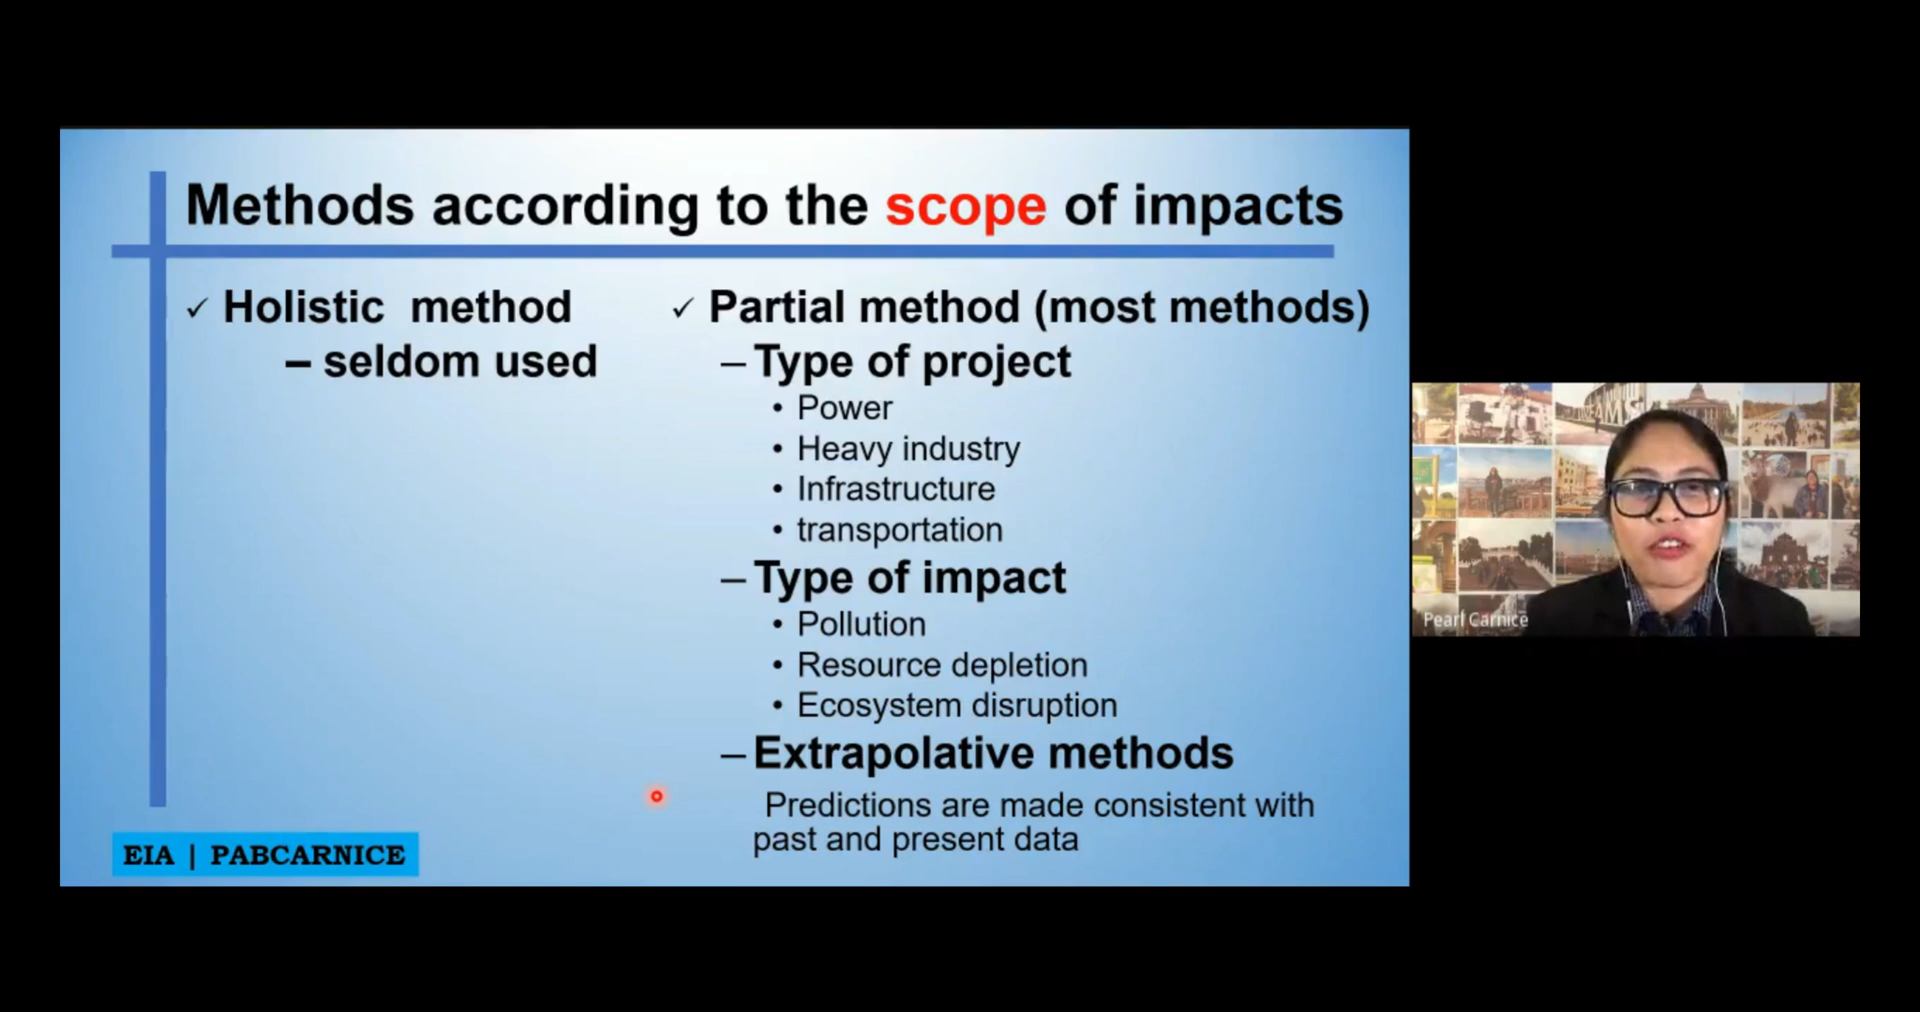 Methods according to the scope of impacts
✓ Holistic method
– seldom used
✓ Partial method (most methods)
– Type of project
• Power
• Heavy industry
• Infrastructure
• transportation
– Type of impact
• Pollution
• Resource depletion
• Ecosystem disruption
– Extrapolative methods
Predictions are made consistent with
past and present data
EIA | PABCARNICE
DREAMS
Pearl Carnice